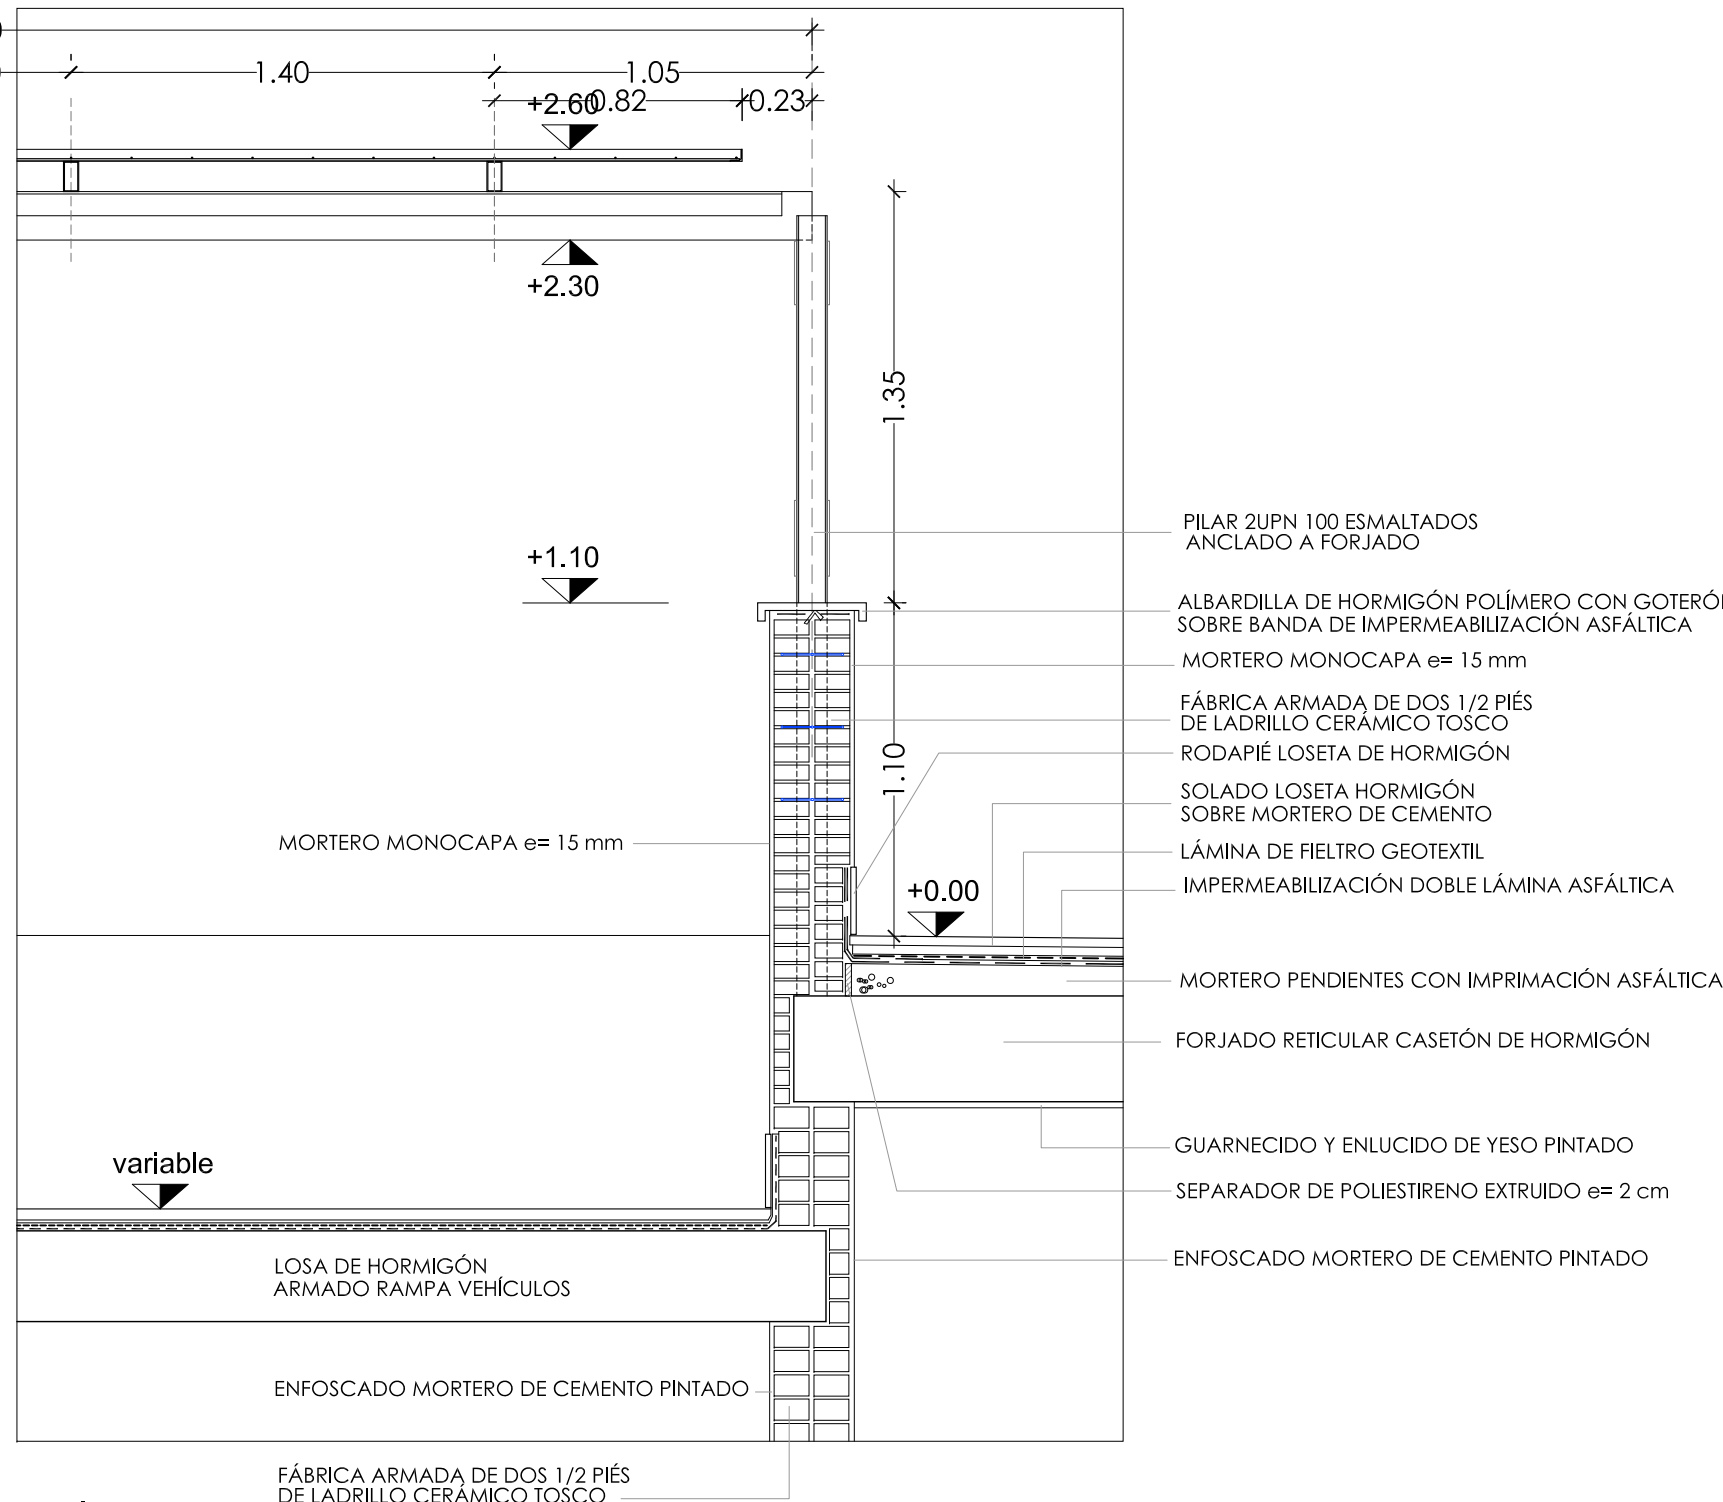 1.40
1.05
+2.60
0.82
0.23
+2.30
1.35
PILAR 2UPN 100 ESMALTADOS
ANCLADO A FORJADO
+1.10
ALBARDILLA DE HORMIGÓN POLÍMERO CON GOTERÓN
SOBRE BANDA DE IMPERMEABILIZACIÓN ASFÁLTICA
MORTERO MONOCAPA e= 15 mm
FÁBRICA ARMADA DE DOS 1/2 PIÉS
DE LADRILLO CERÁMICO TOSCO
1.10
RODAPIÉ LOSETA DE HORMIGÓN
SOLADO LOSETA HORMIGÓN
SOBRE MORTERO DE CEMENTO
MORTERO MONOCAPA e= 15 mm
LÁMINA DE FIELTRO GEOTEXTIL
+0.00
IMPERMEABILIZACIÓN DOBLE LÁMINA ASFÁLTICA
MORTERO PENDIENTES CON IMPRIMACIÓN ASFÁLTICA
FORJADO RETICULAR CASETÓN DE HORMIGÓN
GUARNECIDO Y ENLUCIDO DE YESO PINTADO
variable
SEPARADOR DE POLIESTIRENO EXTRUIDO e= 2 cm
ENFOSCADO MORTERO DE CEMENTO PINTADO
LOSA DE HORMIGÓN
ARMADO RAMPA VEHÍCULOS
ENFOSCADO MORTERO DE CEMENTO PINTADO
FÁBRICA ARMADA DE DOS 1/2 PIÉS
DE LADRILLO CERÁMICO TOSCO